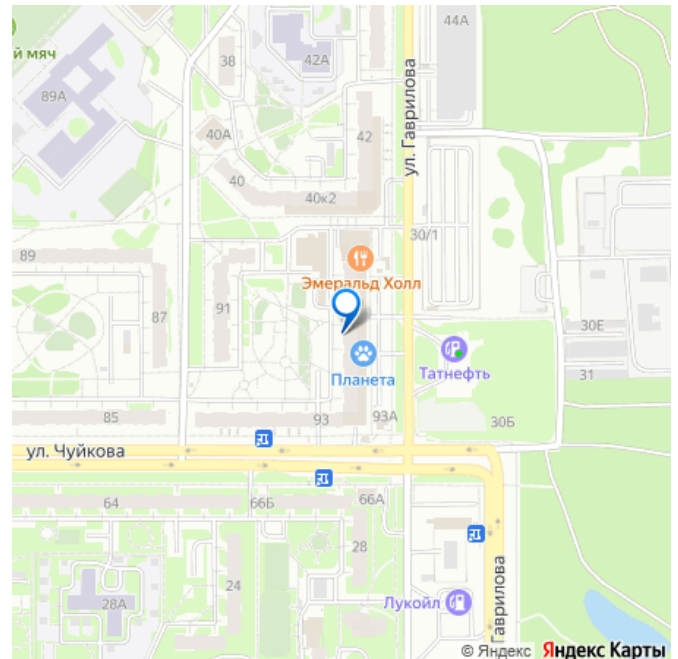 44А
й мяч
38
42А
ул. Гаврилова
89А
40А
42
40
40к2
30/1
89
Эмеральд Холл
91
87
30Е
Планета
Татнефть
31
85
93
93А
30Б
ул. Чуйкова
64
66Б
66А
28
24
28А
Лукойл
Гаврилова
© Яндекс Яндекс Карты